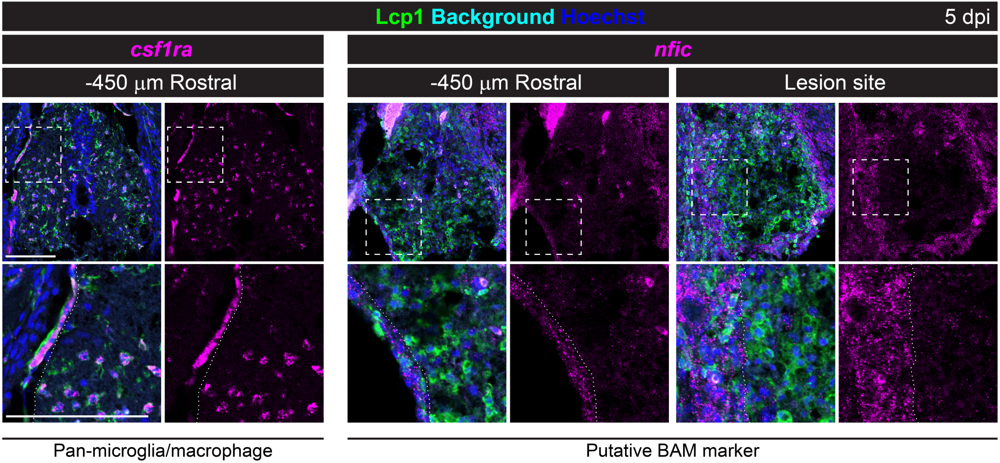 Lcp1 Background Hoechst 5 dpi
csf1ra nfic
-450 μm Rostral -450 μm Rostral Lesion site
Pan-microglia/macrophage Putative BAM marker